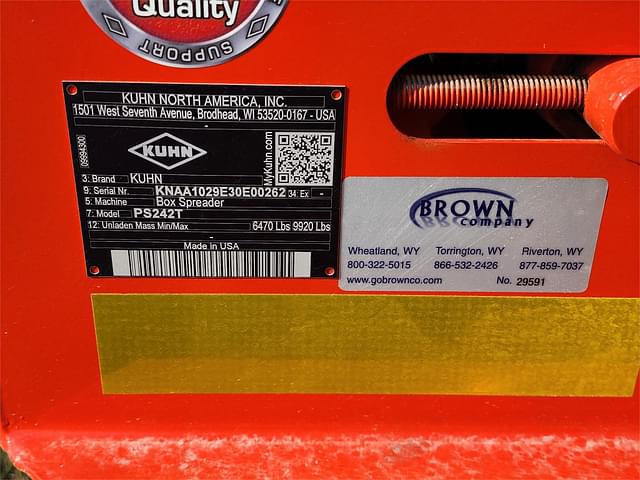 Quality
SUPPORT
KUHN NORTH AMERICA, INC.
1501 West Seventh Avenue, Brodhead, WI 53520-0167 - USA
09994300
KUHN
MyKuhn.com
3: Brand KUHN
9: Serial Nr. KNAA1029E30E00262 34: Ex -
5: Machine Box Spreader
7: Model PS242T
12: Unladen Mass Min/Max 6470 Lbs 9920 Lbs
-
Made in USA
BROWN
company
Wheatland, WY Torrington, WY Riverton, WY
800-322-5015 866-532-2426 877-859-7037
www.gobrownco.com No. 29591